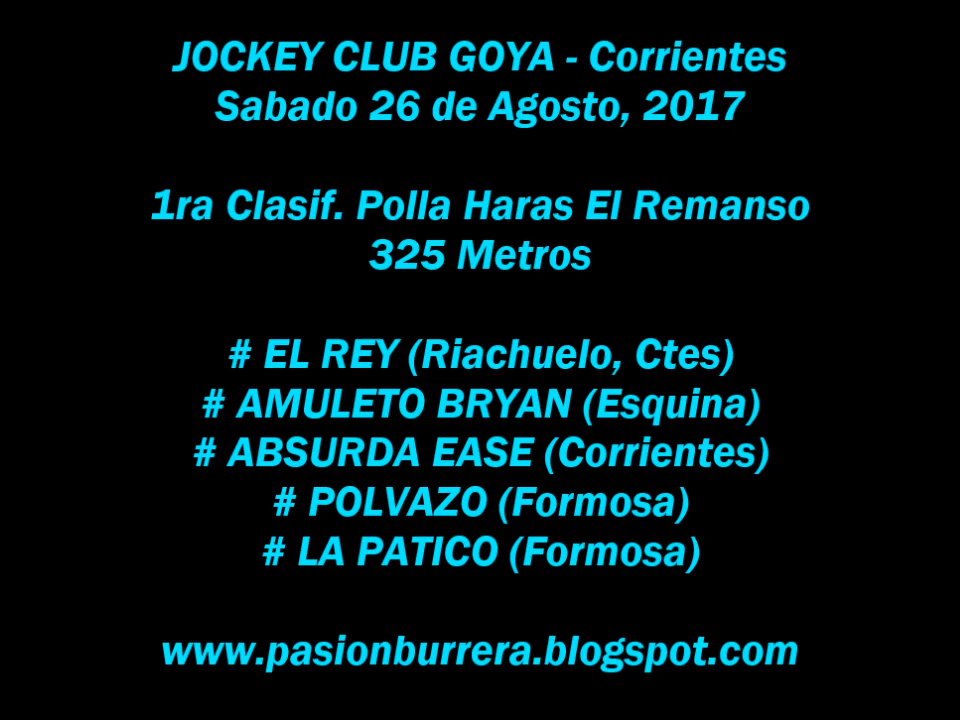 JOCKEY CLUB GOYA - Corrientes
Sabado 26 de Agosto, 2017
1ra Clasif. Polla Haras El Remanso
325 Metros
# EL REY (Riachuelo, Ctes)
# AMULETO BRYAN (Esquina)
# ABSURDA EASE (Corrientes)
# POLVAZO (Formosa)
# LA PATICO (Formosa)
www.pasionburrera.blogspot.com